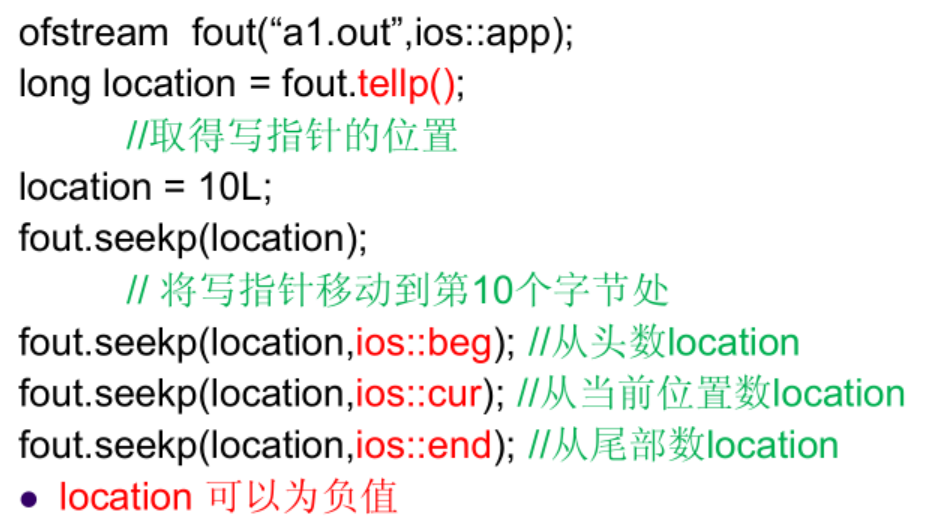 ofstream fout(“a1.out”,ios::app);
long location = fout.tellp();
//取得写指针的位置
location = 10L;
fout.seekp(location);
// 将写指针移动到第10个字节处
fout.seekp(location,ios::beg); //从头数location
fout.seekp(location,ios::cur); //从当前位置数location
fout.seekp(location,ios::end); //从尾部数location
● location 可以为负值